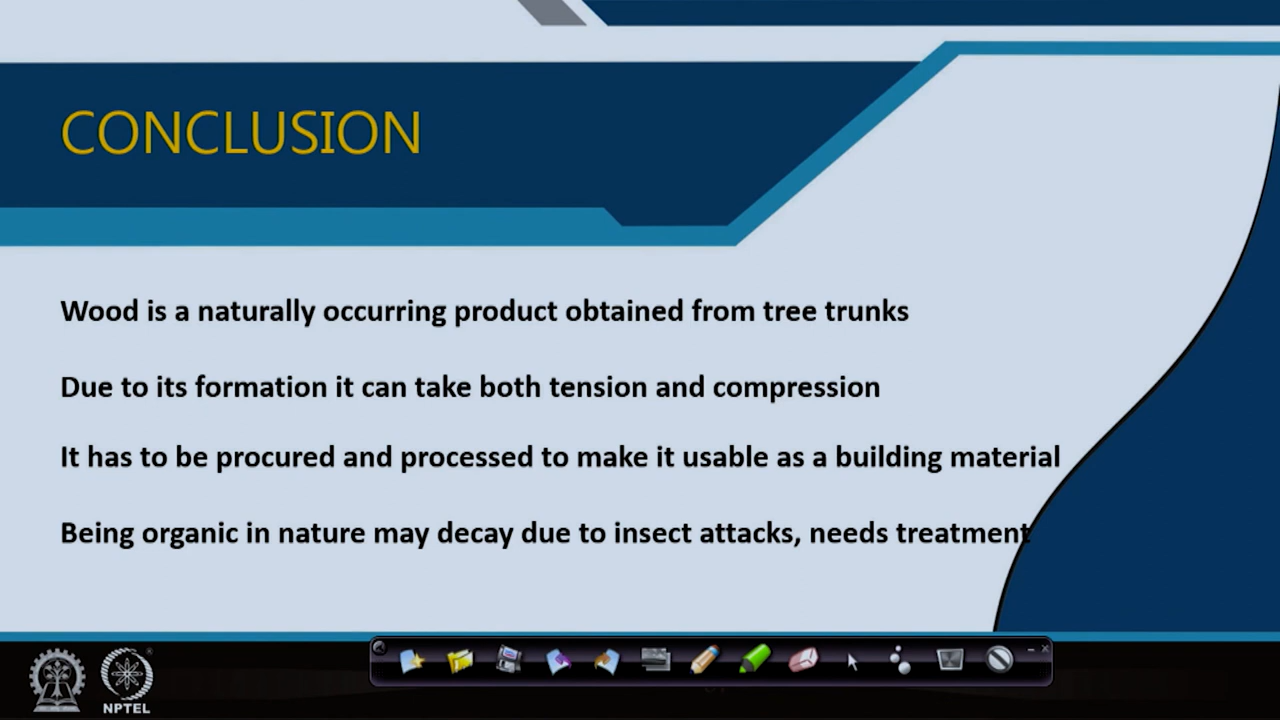 CONCLUSION
Wood is a naturally occurring product obtained from tree trunks
Due to its formation it can take both tension and compression
It has to be procured and processed to make it usable as a building material
Being organic in nature may decay due to insect attacks, needs treatment
NPTEL